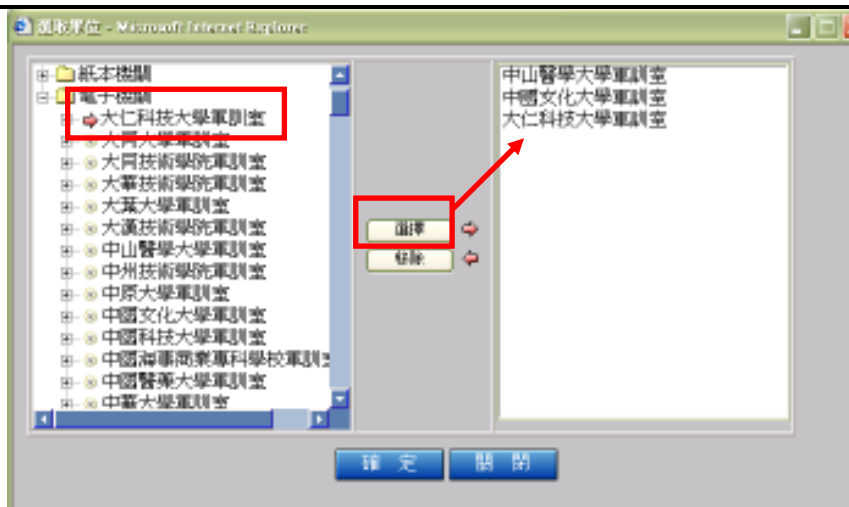 選取單位 - Microsoft Internet Explorer
紙本機關
電子機關
大仁科技大學軍訓室
大同大學軍訓室
大同技術學院軍訓室
大華技術學院軍訓室
大葉大學軍訓室
大漢技術學院軍訓室
中山醫學大學軍訓室
中州技術學院軍訓室
中原大學軍訓室
中國文化大學軍訓室
中國科技大學軍訓室
中國海事商業專科學校軍訓
中國醫藥大學軍訓室
中華大學軍訓室
選擇
移除
中山醫學大學軍訓室
中國文化大學軍訓室
大仁科技大學軍訓室
確 定
關 閉